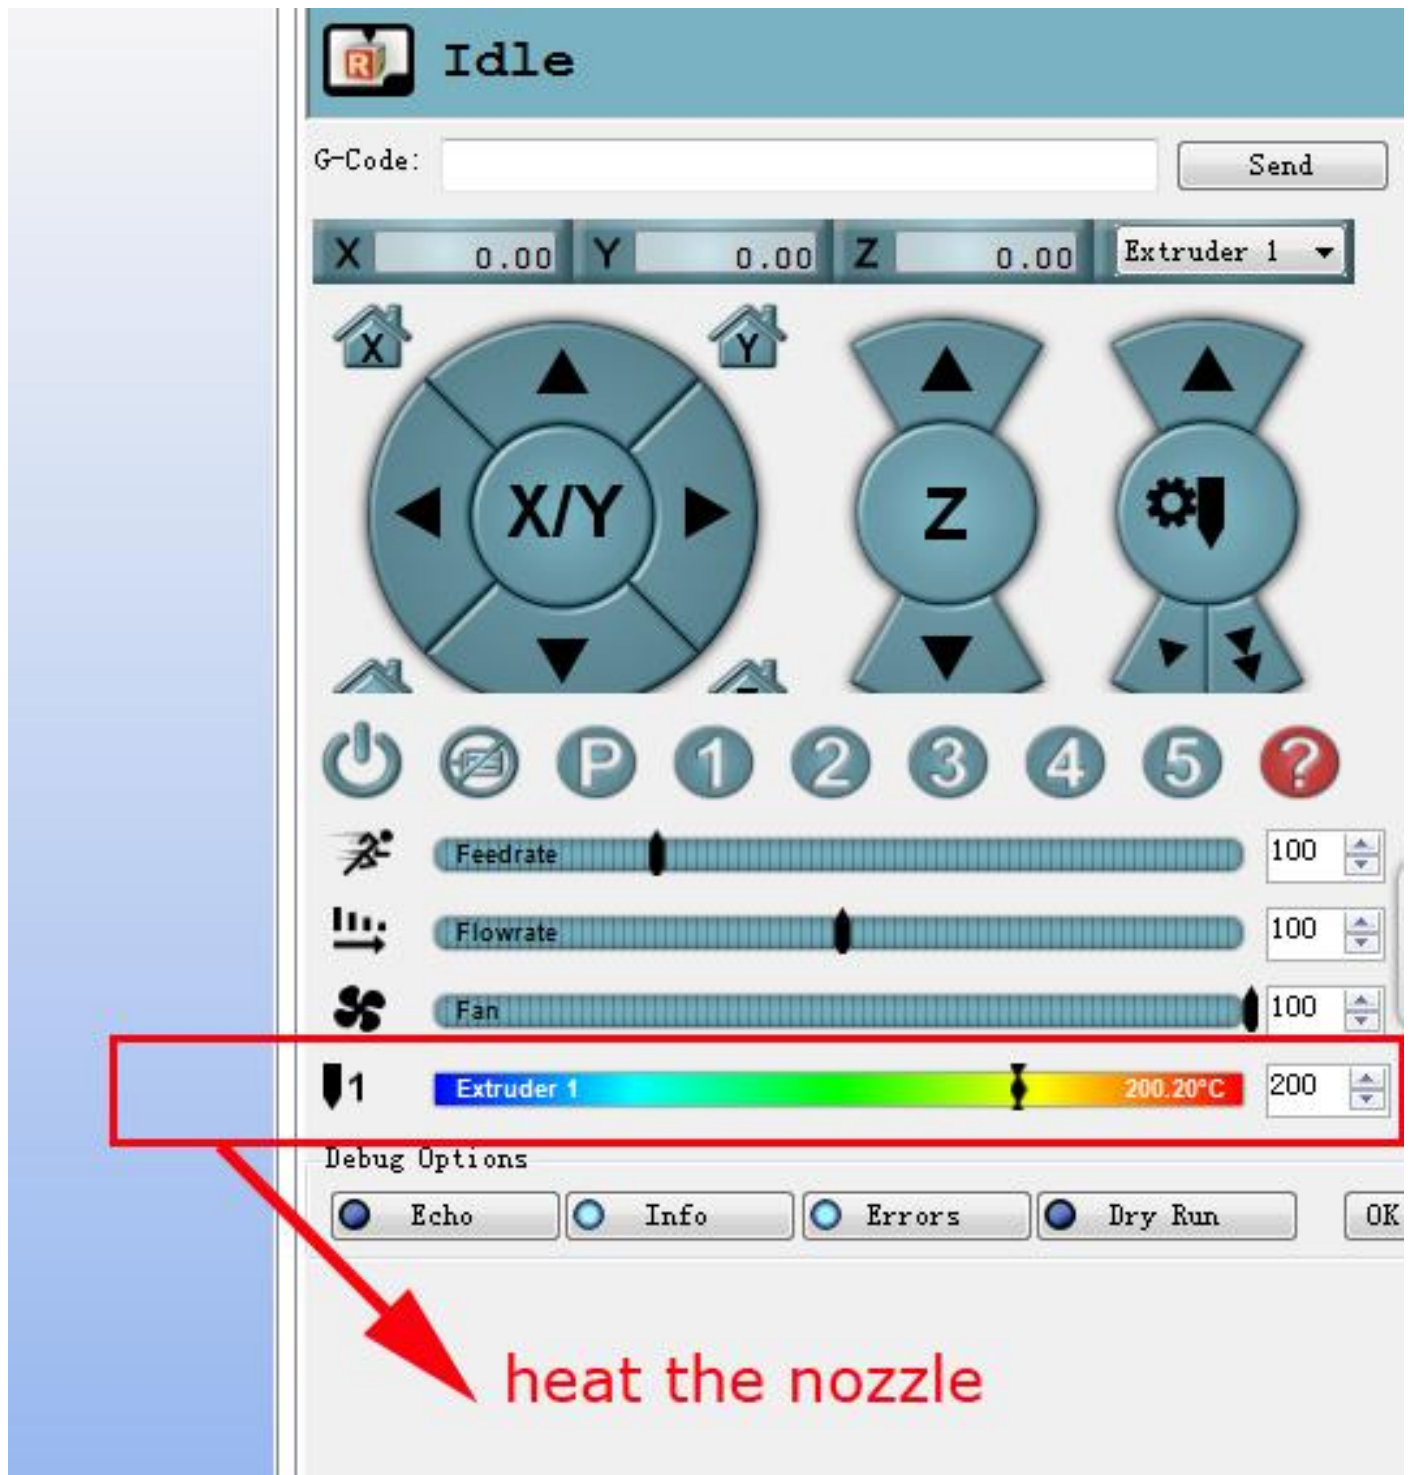 R Idle
G-Code: Send
X 0.00 Y 0.00 Z 0.00 Extruder 1
X Y
X/Y Z
P 1 2 3 4 5 ?
Feedrate 100
Flowrate 100
Fan 100
1 Extruder 1 200.20°C 200
Debug Options
Echo Info Errors Dry Run OK
heat the nozzle